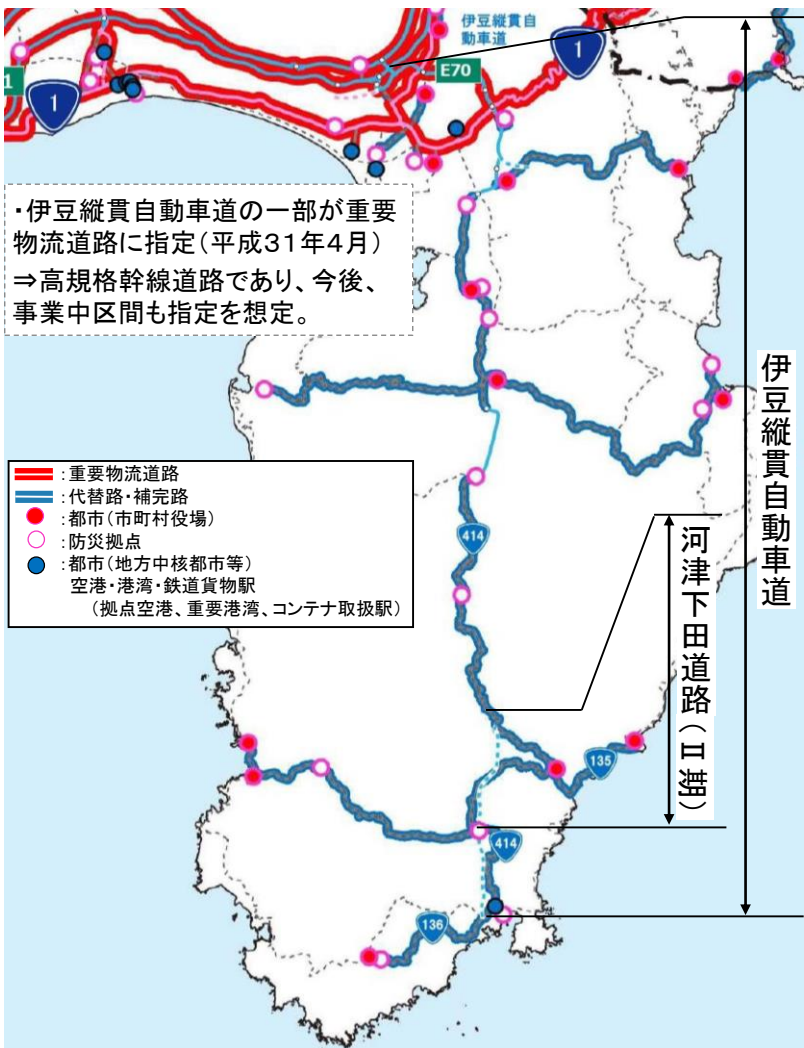 伊豆縦貫自
動車道
1
E70
1
1
・伊豆縦貫自動車道の一部が重要
物流道路に指定(平成31年4月)
⇒高規格幹線道路であり、今後、
事業中区間も指定を想定。
伊豆縦貫自動車道
:重要物流道路
:代替路・補完路
:都市(市町村役場)
:防災拠点
:都市(地方中核都市等)
空港・港湾・鉄道貨物駅
(拠点空港、重要港湾、コンテナ取扱駅)
414
河津下田道路(Ⅱ期)
135
414
136